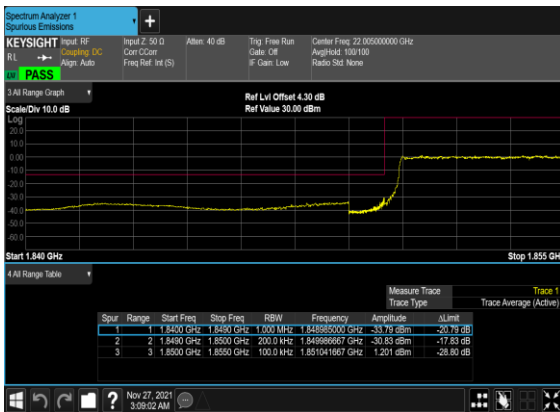 Spectrum Analyzer 1
Spurious Emissions
KEYSIGHT
RL
Input: RF
Coupling: DC
Align: Auto
Input Z: 50 Ω
Corr CCorr
Freq Ref: Int (S)
Atten: 40 dB
Trig: Free Run
Gate: Off
IF Gain: Low
Center Freq: 22.005000000 GHz
Avg|Hold: 100/100
Radio Std: None
PASS
3 All Range Graph
Ref Lvl Offset 4.30 dB
Scale/Div 10.0 dB
Ref Value 30.00 dBm
Log
20.0
10.0
0.00
-10.0
-20.0
-30.0
-40.0
-50.0
-60.0
Start 1.840 GHz
Stop 1.855 GH
4 All Range Table
Measure Trace Trace 1
Trace Type Trace Average (Active)
Spur Range Start Freq Stop Freq RBW Frequency Amplitude ΔLimit
1 1 1.8400 GHz 1.8490 GHz 1.000 MHz 1.848985000 GHz -33.79 dBm -20.79 dB
2 2 1.8490 GHz 1.8500 GHz 200.0 kHz 1.849986667 GHz -30.83 dBm -17.83 dB
3 3 1.8500 GHz 1.8550 GHz 100.0 kHz 1.851041667 GHz 1.201 dBm -28.80 dB
?
Nov 27, 2021
3:09:02 AM